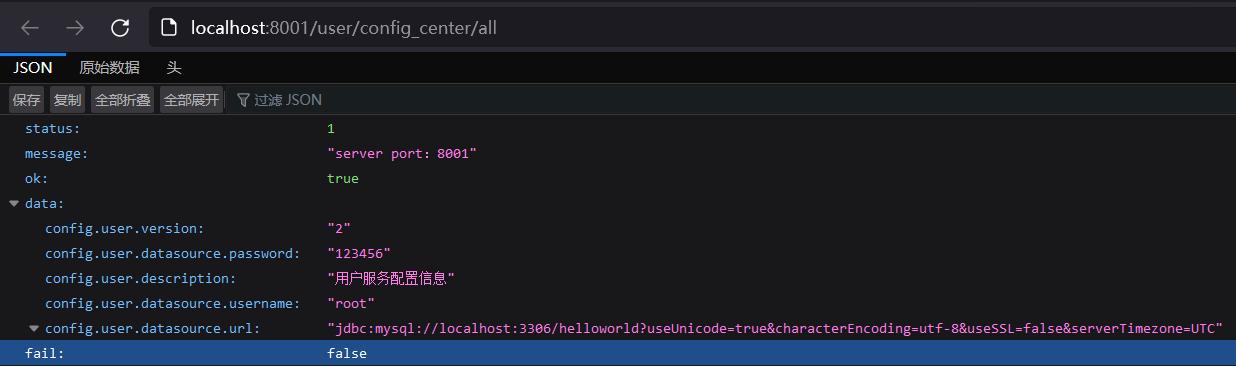 localhost:8001/user/config_center/all
JSON 原始数据 头
保存 复制 全部折叠 全部展开 过滤 JSON
status: 1
message: "server port：8001"
ok: true
data:
config.user.version: "2"
config.user.datasource.password: "123456"
config.user.description: "用户服务配置信息"
config.user.datasource.username: "root"
config.user.datasource.url: "jdbc:mysql://localhost:3306/helloworld?useUnicode=true&characterEncoding=utf-8&useSSL=false&serverTimezone=UTC"
fail: false